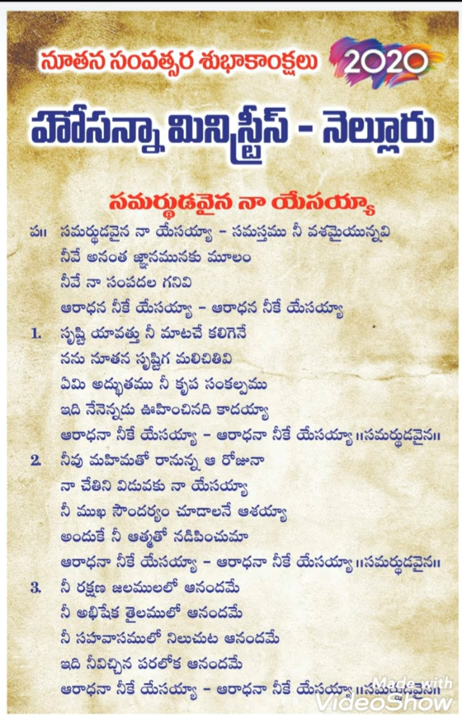 నూతన సంవత్సర శుభాకాంక్షలు 2020
హోసన్నా మినిస్ట్రీస్ - నెల్లూరు
సమర్థుడవైన నా యేసయ్యా
ప॥ సమర్థుడవైన నా యేసయ్యా - సమస్తము నీ వశమైయున్నవి
నీవే అనంత జ్ఞానమునకు మూలం
నీవే నా సంపదల గనివి
ఆరాధన నీకే యేసయ్యా - ఆరాధన నీకే యేసయ్యా
1. సృష్టి యావత్తు నీ మాటచే కలిగెనే
నను నూతన సృష్టిగ మలిచితివి
ఏమి అద్భుతము నీ కృప సంకల్పము
ఇది నేనెన్నడు ఊహించినది కాదయ్యా
ఆరాధనా నీకే యేసయ్యా - ఆరాధనా నీకే యేసయ్యా ॥సమర్థుడవైన॥
2. నీవు మహిమతో రానున్న ఆ రోజునా
నా చేతిని విడువకు నా యేసయ్యా
నీ ముఖ సౌందర్యం చూడాలనే ఆశయ్యా
అందుకే నీ ఆత్మతో నడిపించుమా
ఆరాధనా నీకే యేసయ్యా - ఆరాధనా నీకే యేసయ్యా ॥సమర్థుడవైన॥
3. నీ రక్షణ జలములలో ఆనందమే
నీ అభిషేక తైలములో ఆనందమే
నీ సహవాసములో నిలుచుట ఆనందమే
ఇది నీవిచ్చిన పరలోక ఆనందమే
ఆరాధనా నీకే యేసయ్యా - ఆరాధనా నీకే యేసయ్యా ॥సమర్థుడవైన॥
Made with
VideoShow